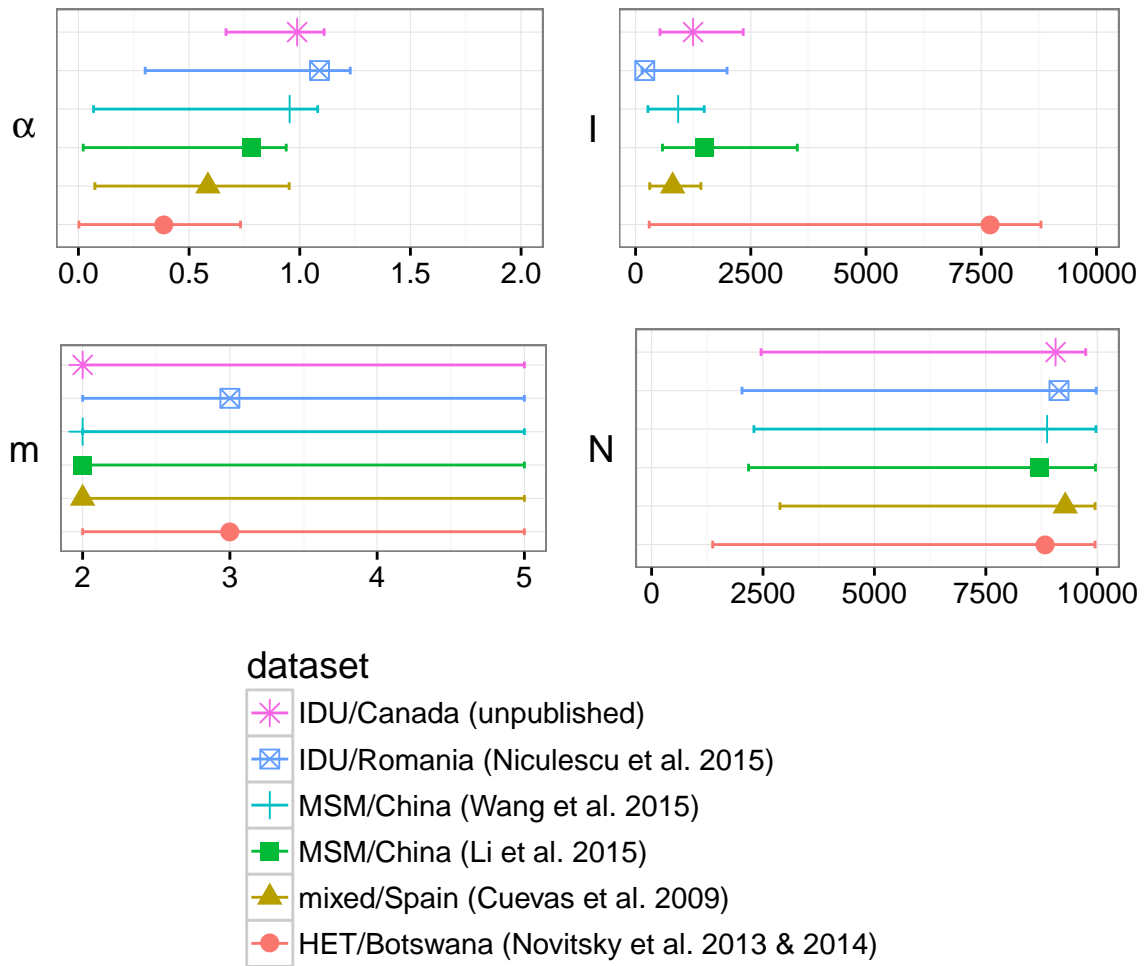 α
0.0 0.5 1.0 1.5 2.0
I
0 2500 5000 7500 10000
m
2 3 4 5
N
0 2500 5000 7500 10000
dataset
IDU/Canada (unpublished)
IDU/Romania (Niculescu et al. 2015)
MSM/China (Wang et al. 2015)
MSM/China (Li et al. 2015)
mixed/Spain (Cuevas et al. 2009)
HET/Botswana (Novitsky et al. 2013 & 2014)